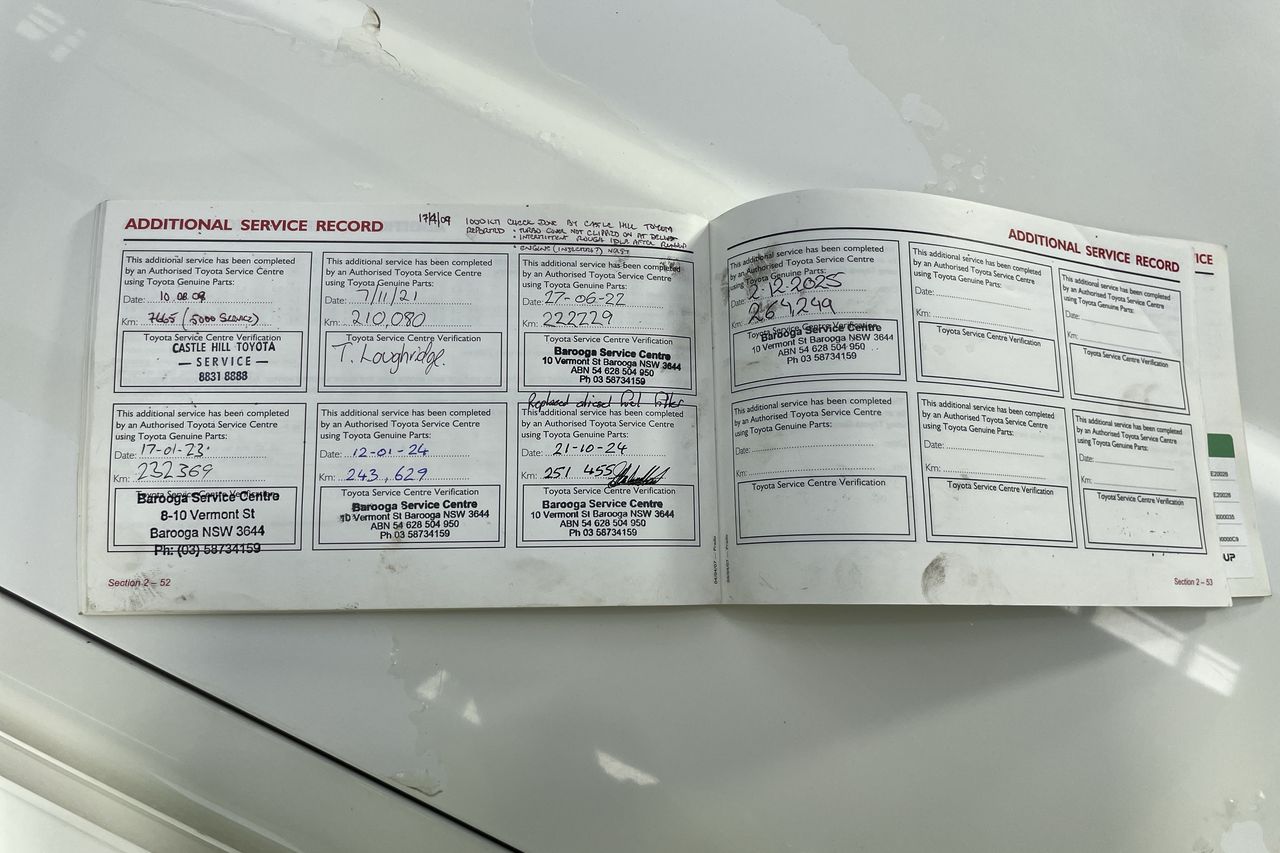 ADDITIONAL SERVICE RECORD
17/4/09 1000KM CHECK DONE BY CASTLE HILL TOYOTA
REPORTED • TURBO COVER NOT CLIPPED ON AT
• INTERMITTENT ROUGH IDLE AFTER
• ENGINE (INJECTORS?) NOISY
This additional service has been completed
by an Authorised Toyota Service Centre
using Toyota Genuine Parts:
Date: 10.08.09
Km: 7665 (5000 SERVICE)
Toyota Service Centre Verification
CASTLE HILL TOYOTA
— SERVICE —
8831 8888
This additional service has been completed
by an Authorised Toyota Service Centre
using Toyota Genuine Parts:
Date: 7/11/21
Km: 210,080
Toyota Service Centre Verification
T. Loughridge.
This additional service has been completed
by an Authorised Toyota Service Centre
using Toyota Genuine Parts:
Date: 27-06-22
Km: 222729
Toyota Service Centre Verification
Barooga Service Centre
10 Vermont St Barooga NSW 3644
ABN 54 628 504 950
Ph 03 58734159
This additional service has been completed
by an Authorised Toyota Service Centre
using Toyota Genuine Parts:
Date: 17-01-23
Km: 232369
Toyota Service Centre Verification
Barooga Service Centre
8-10 Vermont St
Barooga NSW 3644
Ph: (03) 58734159
This additional service has been completed
by an Authorised Toyota Service Centre
using Toyota Genuine Parts:
Date: 12-01-24
Km: 243,629
Toyota Service Centre Verification
Barooga Service Centre
10 Vermont St Barooga NSW 3644
ABN 54 628 504 950
Ph 03 58734159
Replaced diesel fuel filter
This additional service has been completed
by an Authorised Toyota Service Centre
using Toyota Genuine Parts:
Date: 21-10-24
Km: 251 455
Toyota Service Centre Verification
Barooga Service Centre
10 Vermont St Barooga NSW 3644
ABN 54 628 504 950
Ph 03 58734159
Section 2 – 52
ADDITIONAL SERVICE RECORD
This additional service has been completed
by an Authorised Toyota Service Centre
using Toyota Genuine Parts:
Date: 2-12-2025
Km: 264,249
Toyota Service Centre Verification
Barooga Service Centre
10 Vermont St Barooga NSW 3644
ABN 54 628 504 950
Ph 03 58734159
This additional service has been completed
by an Authorised Toyota Service Centre
using Toyota Genuine Parts:
Date:
Km:
Toyota Service Centre Verification
This additional service has been completed
by an Authorised Toyota Service Centre
using Toyota Genuine Parts:
Date:
Km:
Toyota Service Centre Verification
This additional service has been completed
by an Authorised Toyota Service Centre
using Toyota Genuine Parts:
Date:
Km:
Toyota Service Centre Verification
This additional service has been completed
by an Authorised Toyota Service Centre
using Toyota Genuine Parts:
Date:
Km:
Toyota Service Centre Verification
This additional service has been completed
by an Authorised Toyota Service Centre
using Toyota Genuine Parts:
Date:
Km:
Toyota Service Centre Verification
Section 2 – 53